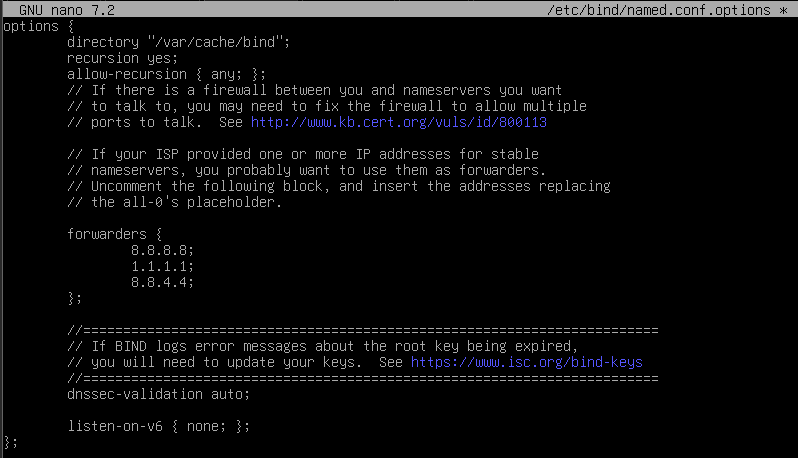 GNU nano 7.2 /etc/bind/named.conf.options *
options {
directory "/var/cache/bind";
recursion yes;
allow-recursion { any; };
// If there is a firewall between you and nameservers you want
// to talk to, you may need to fix the firewall to allow multiple
// ports to talk.  See http://www.kb.cert.org/vuls/id/800113
// If your ISP provided one or more IP addresses for stable
// nameservers, you probably want to use them as forwarders.
// Uncomment the following block, and insert the addresses replacing
// the all-0's placeholder.
forwarders {
8.8.8.8;
1.1.1.1;
8.8.4.4;
};
//========================================================================
// If BIND logs error messages about the root key being expired,
// you will need to update your keys.  See https://www.isc.org/bind-keys
//========================================================================
dnssec-validation auto;
listen-on-v6 { none; };
};